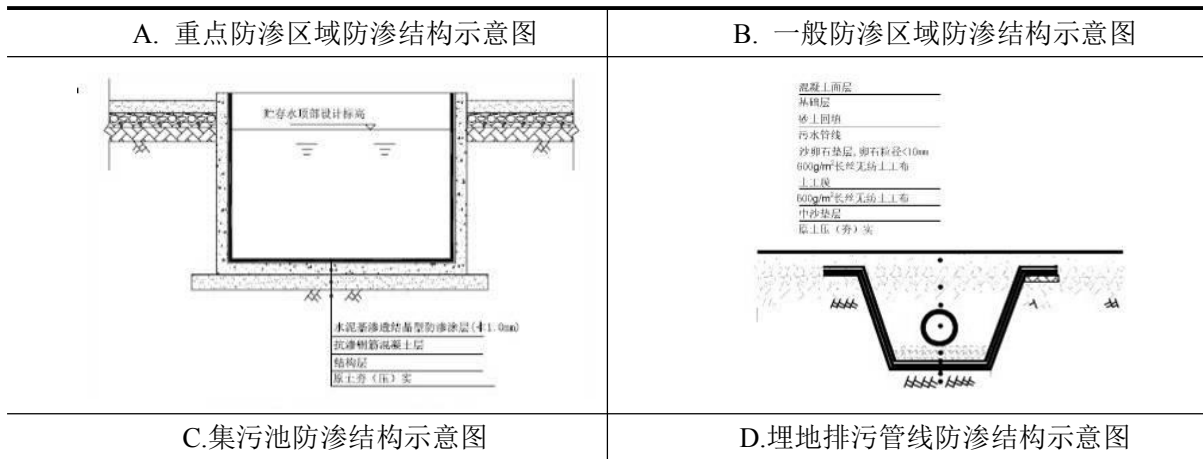 A. 重点防渗区域防渗结构示意图
B. 一般防渗区域防渗结构示意图
贮存水顶部设计标高
水泥基渗透结晶型防渗涂层(≮1.0mm)
抗渗钢筋混凝土层
结构层
原土夯（压）实
混凝土面层
基础层
砂土回填
污水管线
沙卵石垫层,卵石粒径<10mm
600g/m²长丝无纺土工布
土工膜
600g/m²长丝无纺土工布
中沙垫层
原土压（夯）实
C.集污池防渗结构示意图
D.埋地排污管线防渗结构示意图